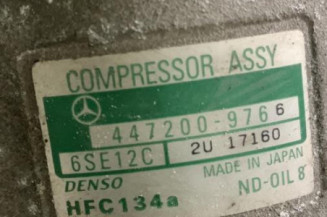 COMPRESSOR ASSY
447200-9766
6SE12C 2U 17160
DENSO MADE IN JAPAN
HFC134a ND-OIL 8